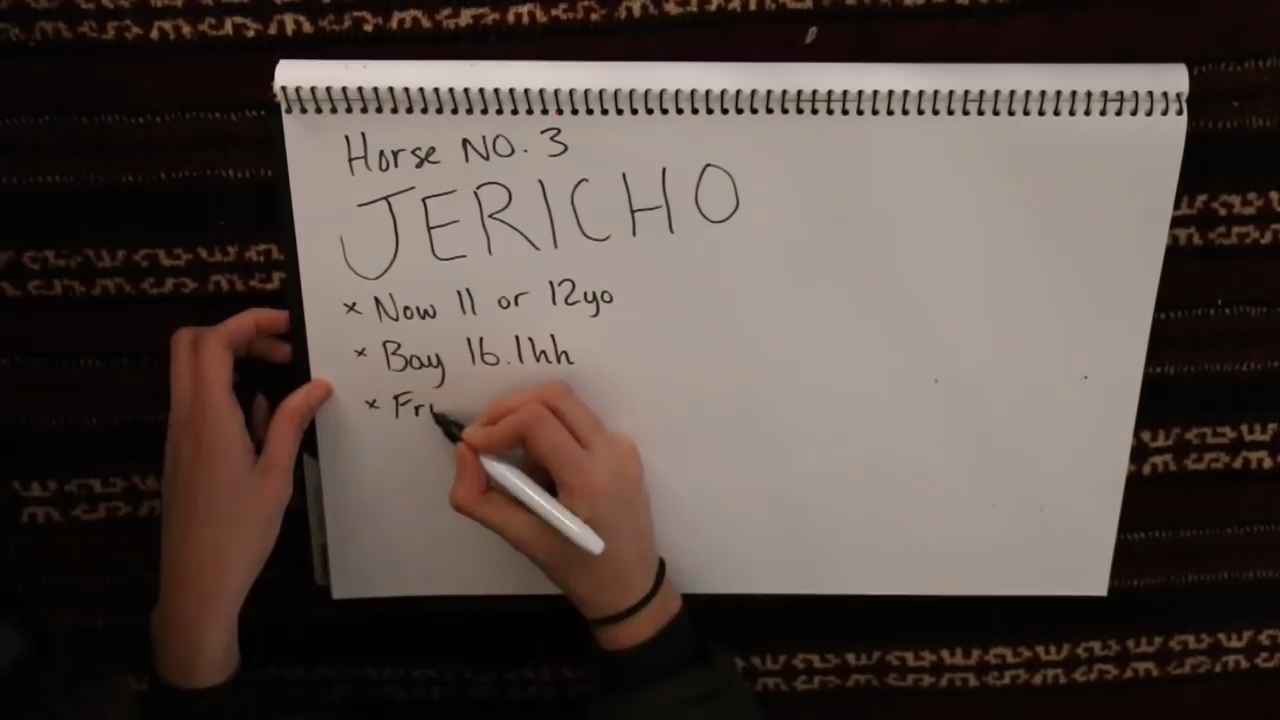 Horse NO. 3
JERICHO
× Now 11 or 12yo
× Bay 16.1hh
× Fr